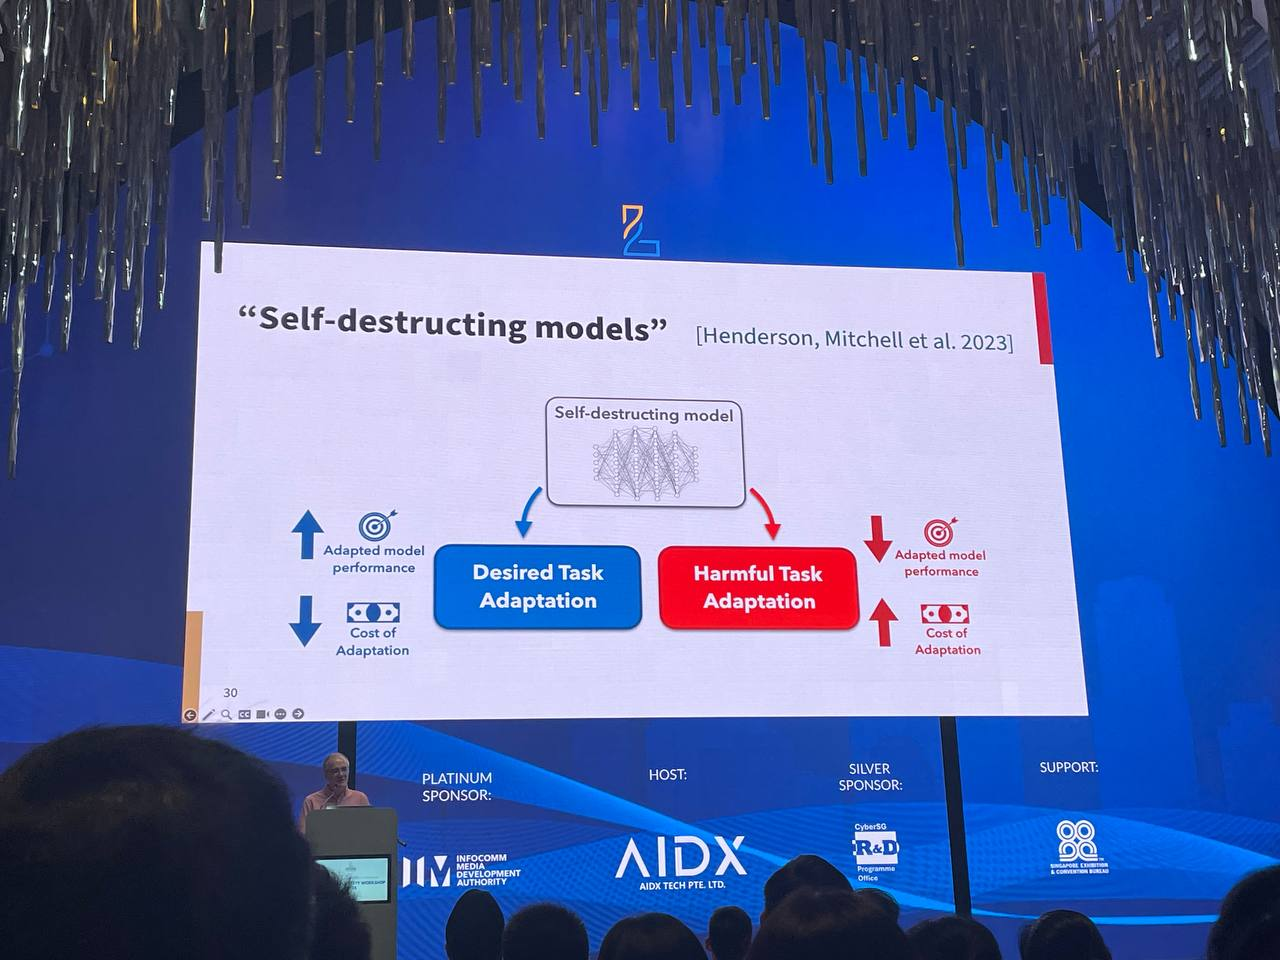 “Self-destructing models”
[Henderson, Mitchell et al. 2023]
Self-destructing model
Adapted model
performance
Cost of
Adaptation
Desired Task
Adaptation
Harmful Task
Adaptation
Adapted model
performance
Cost of
Adaptation
30
PLATINUM
SPONSOR:
INFOCOMM
MEDIA
DEVELOPMENT
AUTHORITY
HOST:
AIDX
AIDX TECH PTE. LTD.
SILVER
SPONSOR:
CyberSG
R&D
Programme
Office
SUPPORT:
SINGAPORE EXHIBITION
& CONVENTION BUREAU